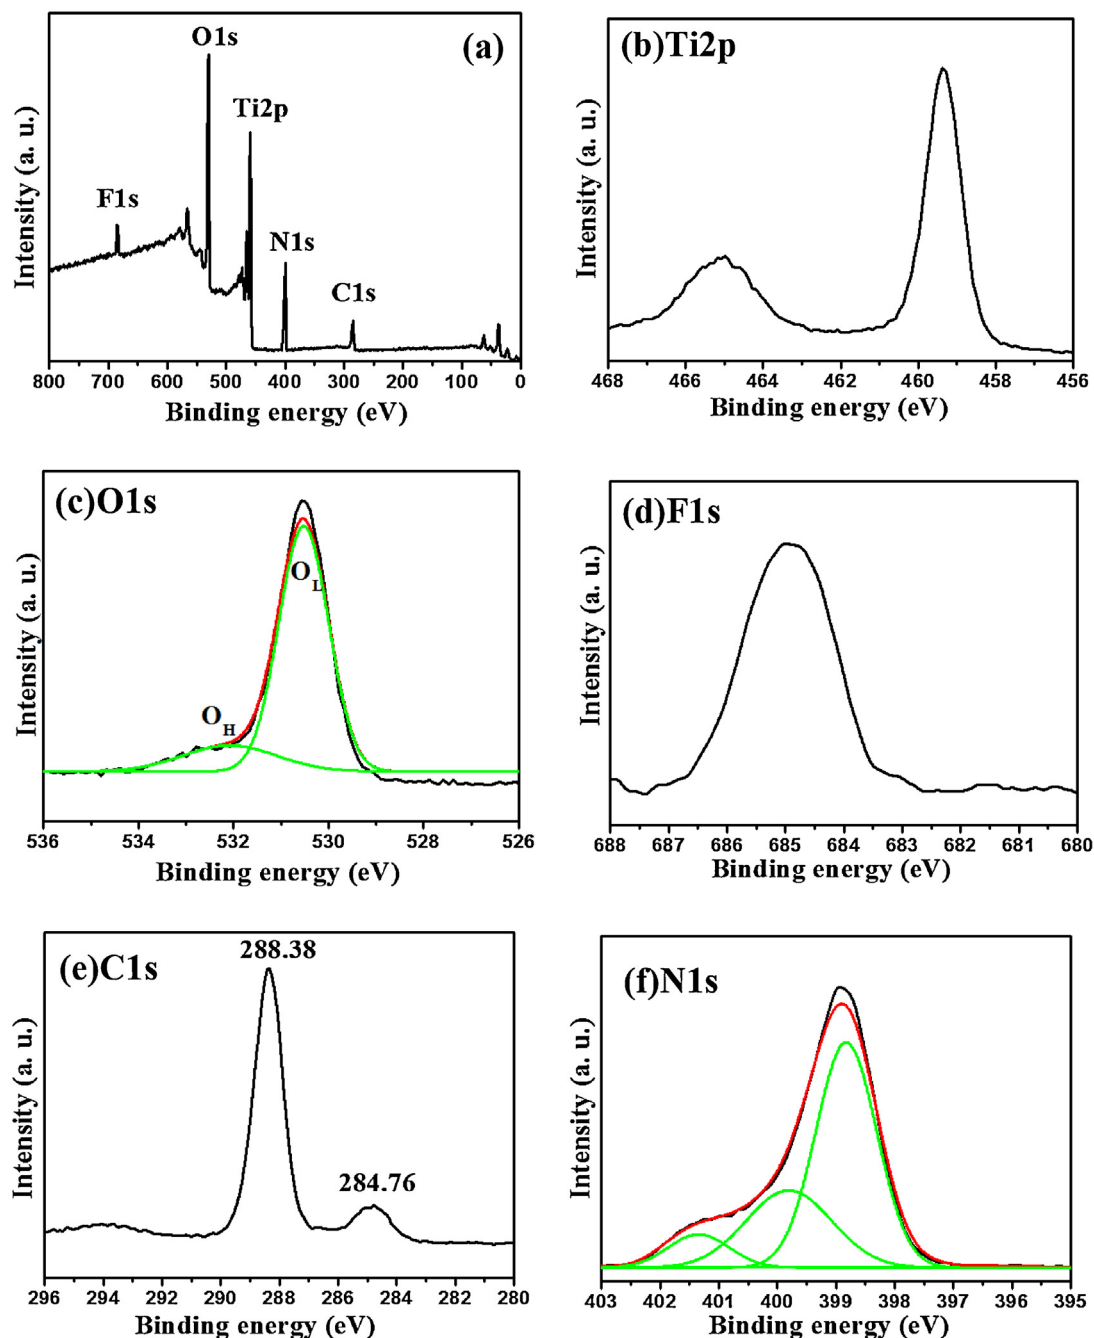 (a)
O1s
Ti2p
F1s
N1s
C1s
Intensity (a. u.)
800 700 600 500 400 300 200 100 0
Binding energy (eV)
(b)Ti2p
Intensity (a. u.)
468 466 464 462 460 458 456
Binding energy (eV)
(c)O1s
O_L
O_H
Intensity (a. u.)
536 534 532 530 528 526
Binding energy (eV)
(d)F1s
Intensity (a. u.)
688 687 686 685 684 683 682 681 680
Binding energy (eV)
(e)C1s
288.38
284.76
Intensity (a. u.)
296 294 292 290 288 286 284 282 280
Binding energy (eV)
(f)N1s
Intensity (a. u.)
403 402 401 400 399 398 397 396 395
Binding energy (eV)